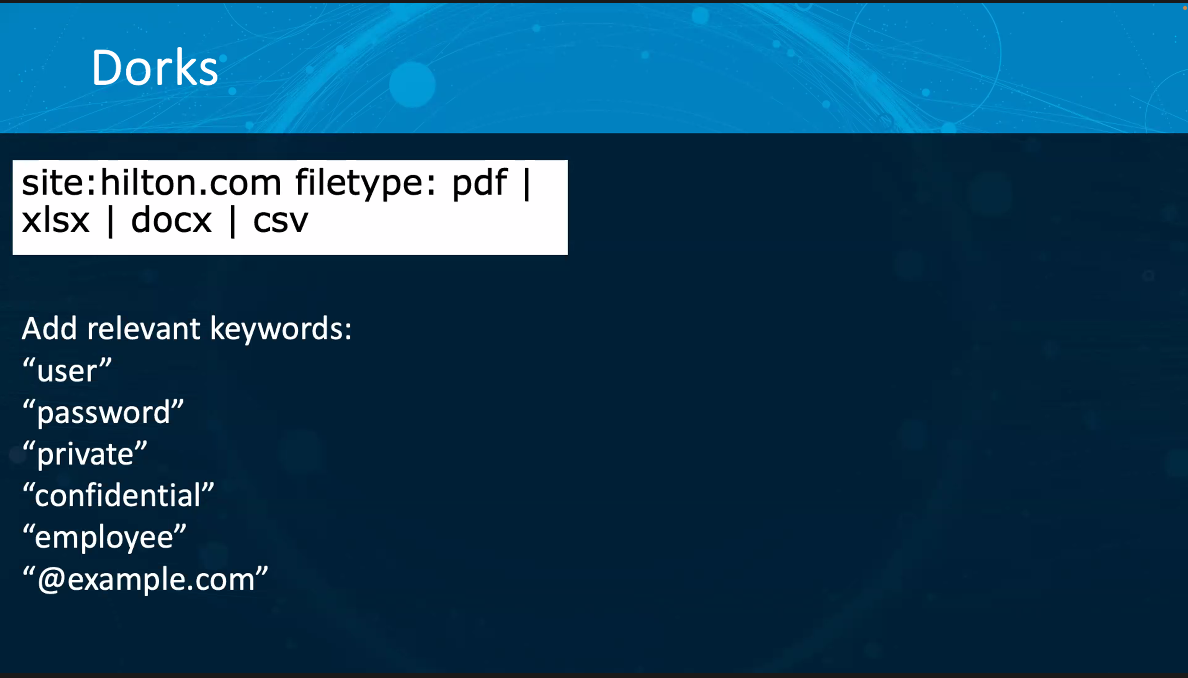 Dorks
site:hilton.com filetype: pdf |
xlsx | docx | csv
Add relevant keywords:
“user”
“password”
“private”
“confidential”
“employee”
“@example.com”